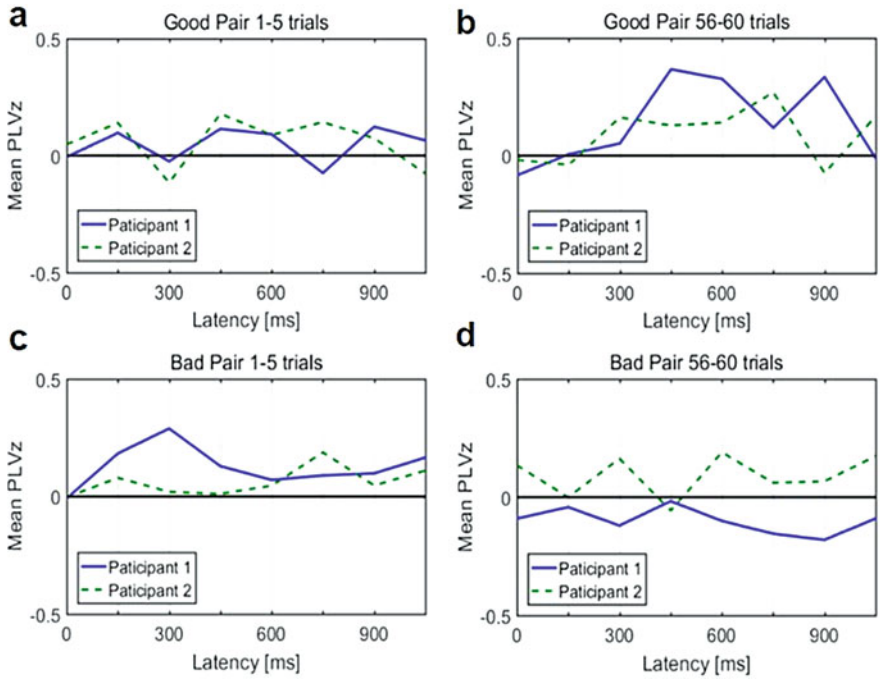 a
Good Pair 1-5 trials
0.5
0
-0.5
Mean PLVz
Paticipant 1
Paticipant 2
0 300 600 900
Latency [ms]
b
Good Pair 56-60 trials
0.5
0
-0.5
Mean PLVz
Paticipant 1
Paticipant 2
0 300 600 900
Latency [ms]
c
Bad Pair 1-5 trials
0.5
0
-0.5
Mean PLVz
Paticipant 1
Paticipant 2
0 300 600 900
Latency [ms]
d
Bad Pair 56-60 trials
0.5
0
-0.5
Mean PLVz
Paticipant 1
Paticipant 2
0 300 600 900
Latency [ms]